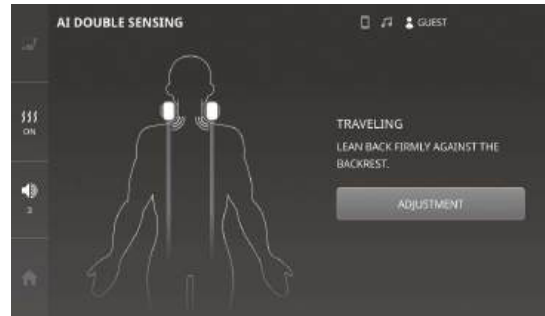 AI DOUBLE SENSING
GUEST
ON
3
TRAVELING
LEAN BACK FIRMLY AGAINST THE
BACKREST.
ADJUSTMENT